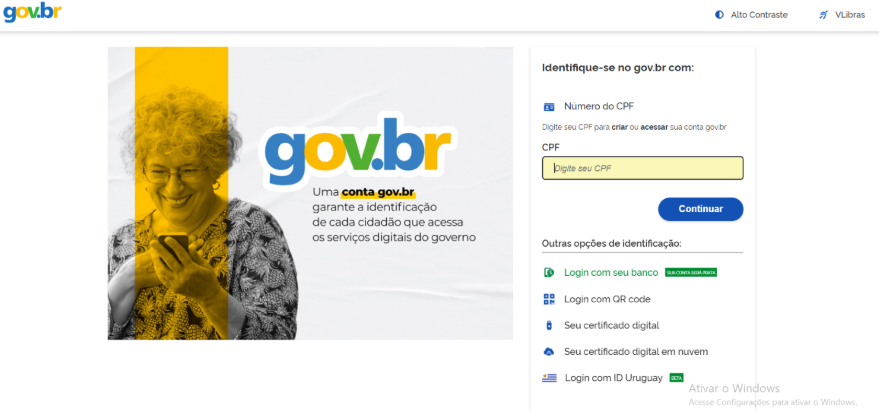 gov.br
Alto Contraste
VLibras
gov.br
Uma conta gov.br
garante a identificação
de cada cidadão que acessa
os serviços digitais do governo
Identifique-se no gov.br com:
Número do CPF
Digite seu CPF para criar ou acessar sua conta gov.br
CPF
Digite seu CPF
Continuar
Outras opções de identificação:
Login com seu banco SUA CONTA SERÁ PRATA
Login com QR code
Seu certificado digital
Seu certificado digital em nuvem
Login com ID Uruguay BETA
Ativar o Windows
Acesse Configurações para ativar o Windows.